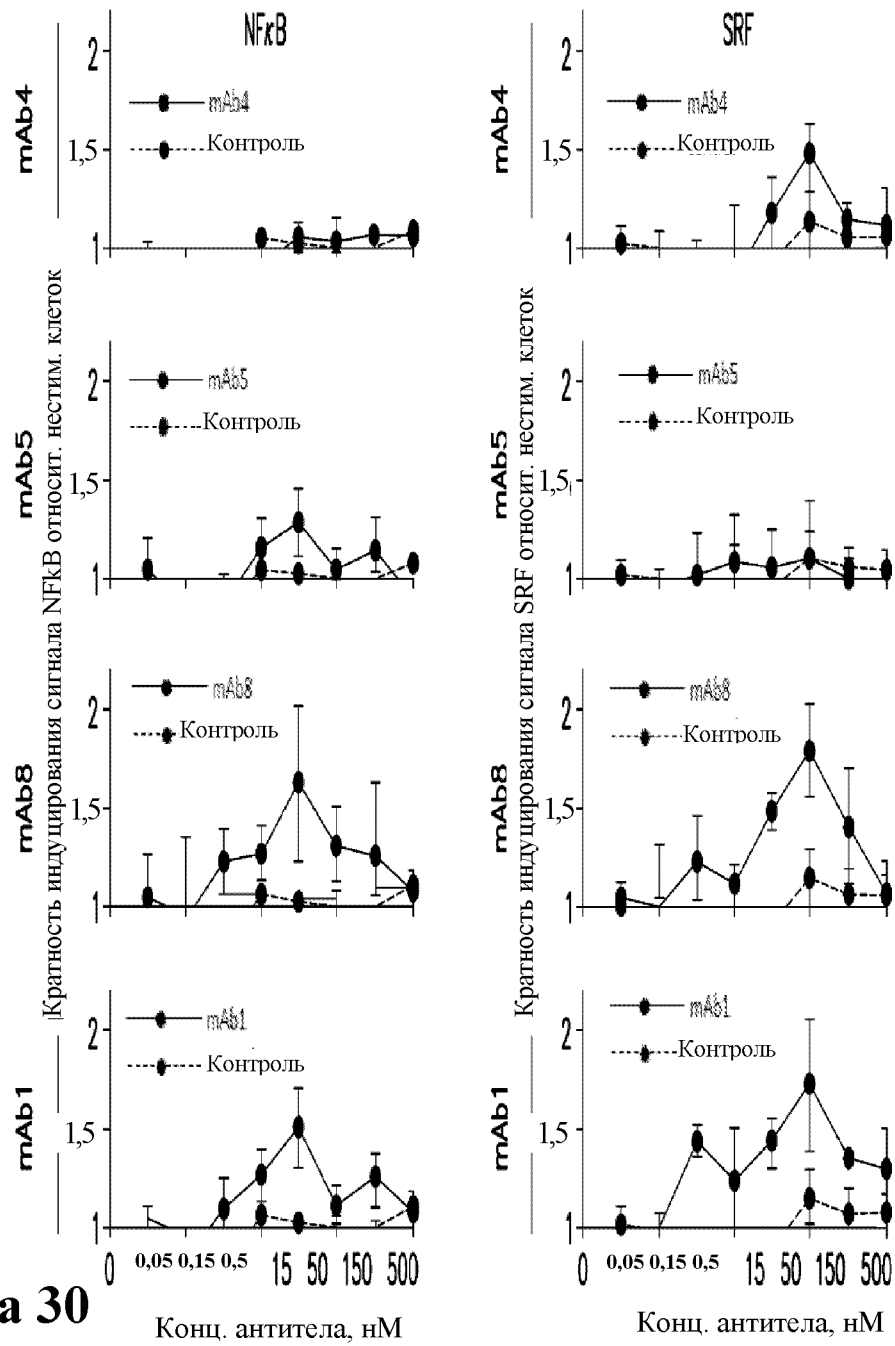 NFκB
SRF
mAb4
2
1,5
1
mAb4
Контроль
mAb4
2
1,5
1
mAb4
Контроль
mAb5
2
1,5
1
mAb5
Контроль
mAb5
2
1,5
1
mAb5
Контроль
mAb8
2
1,5
1
mAb8
Контроль
mAb8
2
1,5
1
mAb8
Контроль
mAb1
2
1,5
1
mAb1
Контроль
mAb1
2
1,5
1
mAb1
Контроль
Кратность индуцирования сигнала NFkB относит. нестим. клеток
Кратность индуцирования сигнала SRF относит. нестим. клеток
0 0,05 0,15 0,5 15 50 150 500
0 0,05 0,15 0,5 15 50 150 500
Конц. антитела, нМ
Конц. антитела, нМ
а 30